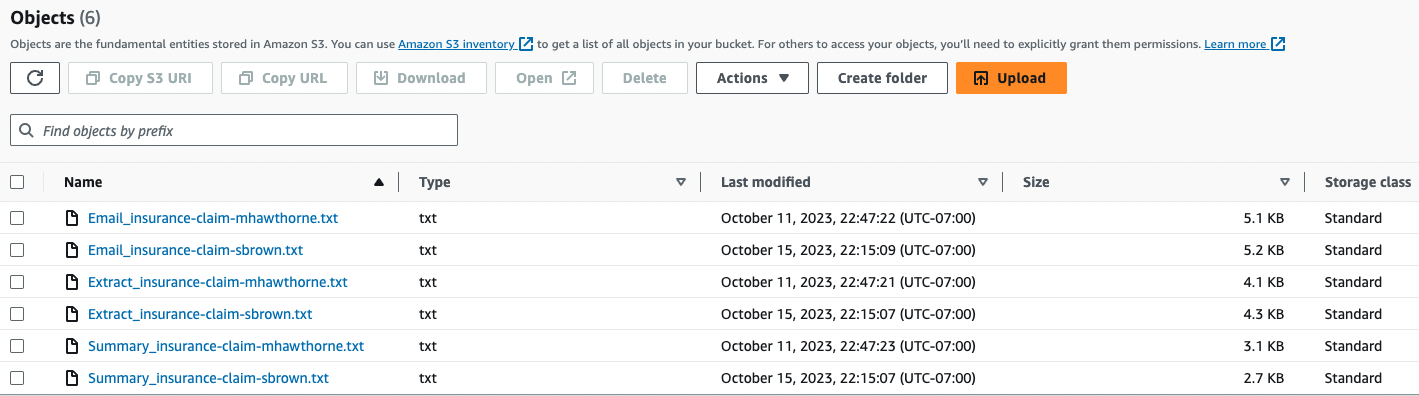 Objects (6)
Objects are the fundamental entities stored in Amazon S3. You can use Amazon S3 inventory to get a list of all objects in your bucket. For others to access your objects, you'll need to explicitly grant them permissions. Learn more
Copy S3 URI Copy URL Download Open Delete Actions Create folder Upload
Find objects by prefix
Name Type Last modified Size Storage class
Email_insurance-claim-mhawthorne.txt txt October 11, 2023, 22:47:22 (UTC-07:00) 5.1 KB Standard
Email_insurance-claim-sbrown.txt txt October 15, 2023, 22:15:09 (UTC-07:00) 5.2 KB Standard
Extract_insurance-claim-mhawthorne.txt txt October 11, 2023, 22:47:21 (UTC-07:00) 4.1 KB Standard
Extract_insurance-claim-sbrown.txt txt October 15, 2023, 22:15:07 (UTC-07:00) 4.3 KB Standard
Summary_insurance-claim-mhawthorne.txt txt October 11, 2023, 22:47:23 (UTC-07:00) 3.1 KB Standard
Summary_insurance-claim-sbrown.txt txt October 15, 2023, 22:15:07 (UTC-07:00) 2.7 KB Standard